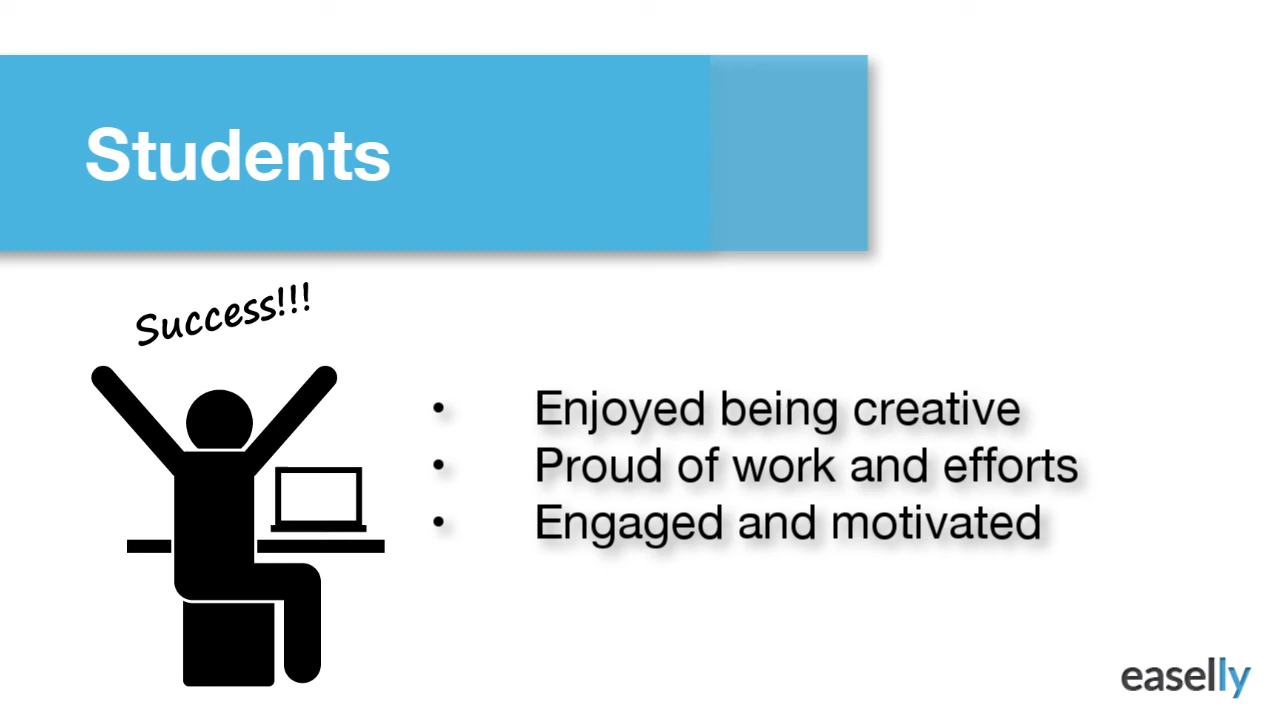 Students
Success!!!
• Enjoyed being creative
• Proud of work and efforts
• Engaged and motivated
easelly